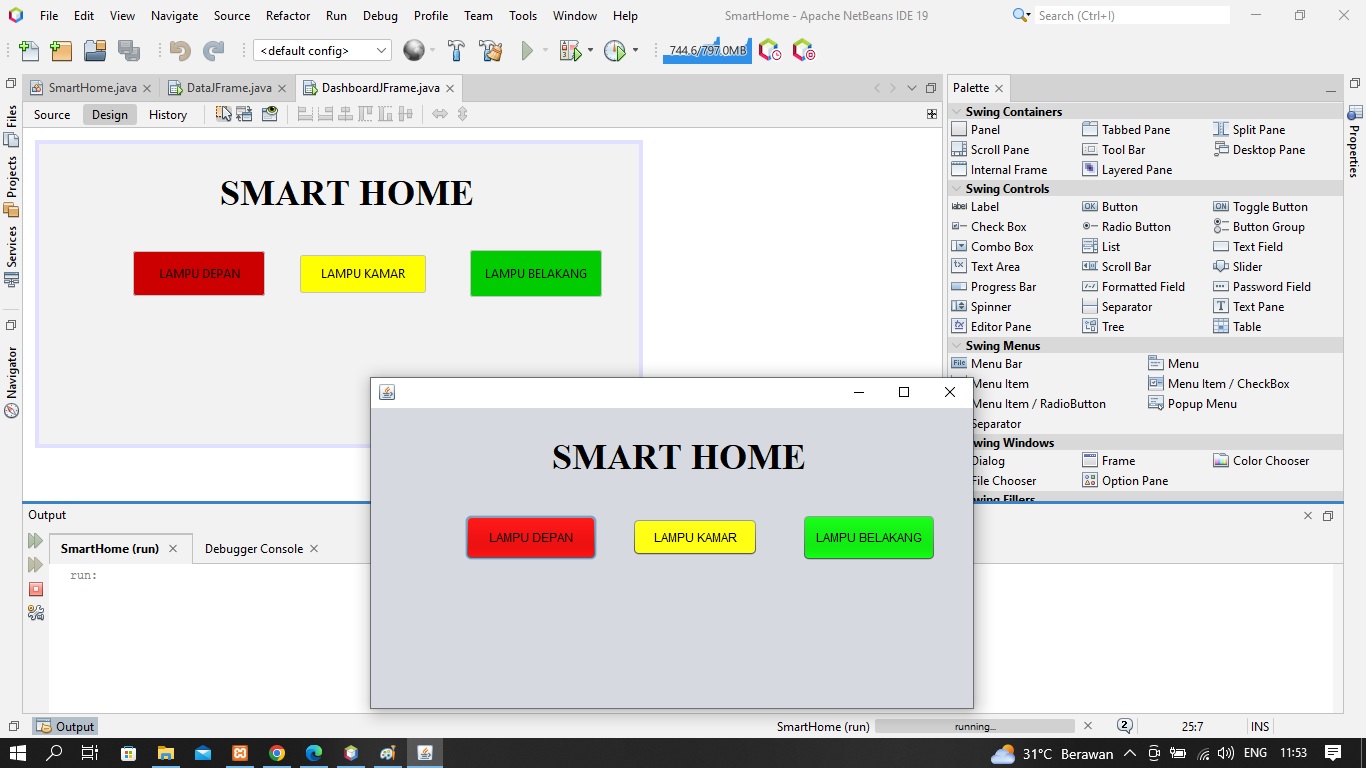 File Edit View Navigate Source Refactor Run Debug Profile Team Tools Window Help SmartHome - Apache NetBeans IDE 19 Search (Ctrl+I)
<default config> 744.6/797.0MB
SmartHome.java DataJFrame.java DashboardJFrame.java
Source Design History
Files
Projects
Services
Navigator
SMART HOME
LAMPU DEPAN LAMPU KAMAR LAMPU BELAKANG
Palette
Swing Containers
Panel Tabbed Pane Split Pane
Scroll Pane Tool Bar Desktop Pane
Internal Frame Layered Pane
Swing Controls
label Label OK Button ON Toggle Button
Check Box Radio Button Button Group
Combo Box List Text Field
Text Area Scroll Bar Slider
Progress Bar Formatted Field Password Field
Spinner Separator Text Pane
Editor Pane Tree Table
Swing Menus
File Menu Bar Menu
Menu Item Menu Item / CheckBox
Menu Item / RadioButton Popup Menu
Separator
Swing Windows
Dialog Frame Color Chooser
File Chooser Option Pane
Swing Fillers
Properties
SMART HOME
LAMPU DEPAN LAMPU KAMAR LAMPU BELAKANG
Output
SmartHome (run) Debugger Console
run:
Output SmartHome (run) running... 2 25:7 INS
31°C Berawan ENG 11:53